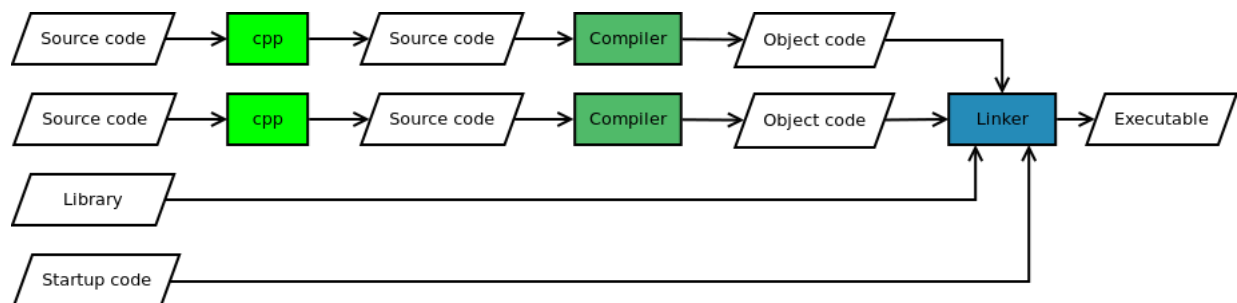 Source code
cpp
Source code
Compiler
Object code
Source code
cpp
Source code
Compiler
Object code
Linker
Executable
Library
Startup code